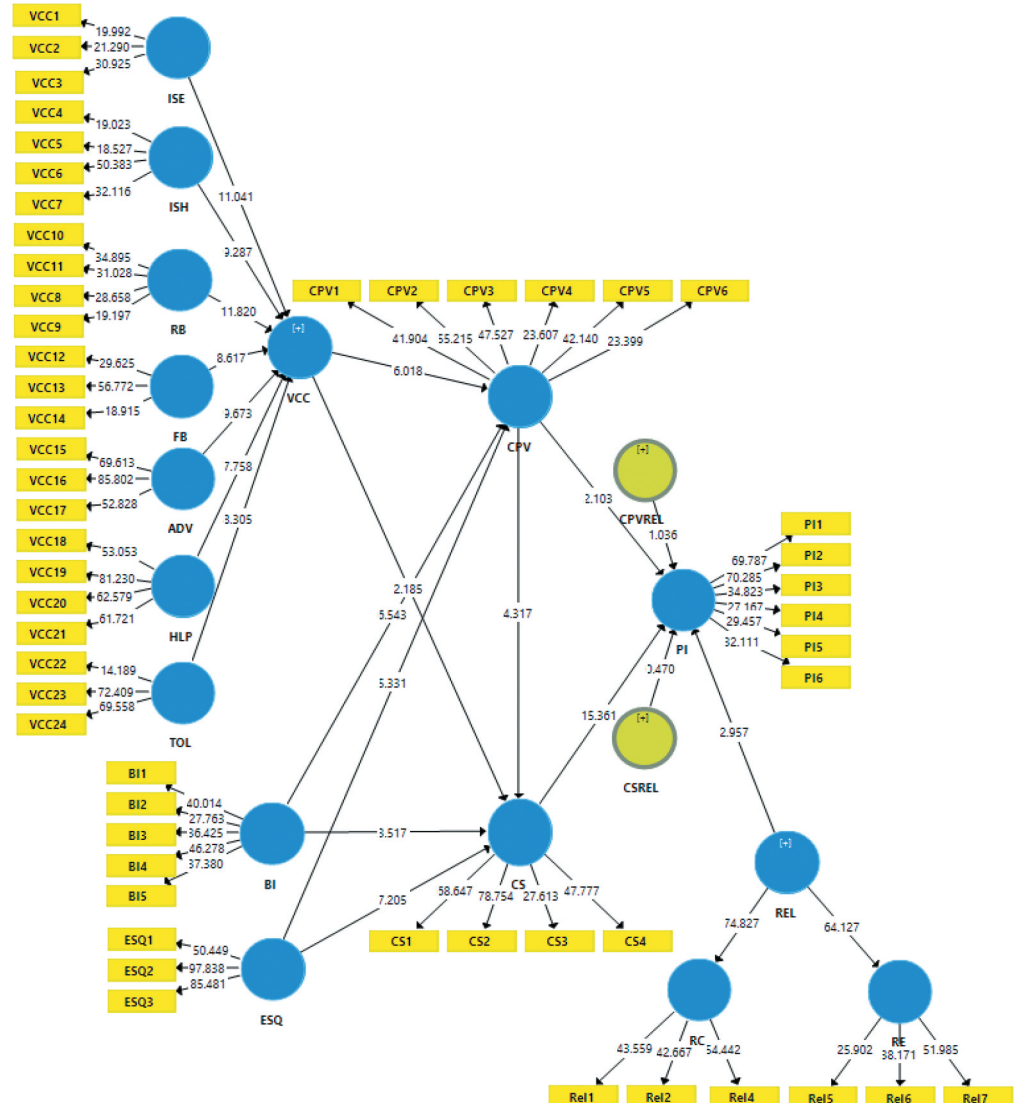 VCC1
19.992
VCC2
21.290
VCC3
30.925
ISE
VCC4
19.023
VCC5
18.527
VCC6
50.383
VCC7
32.116
ISH
11.041
9.287
VCC10
34.895
VCC11
31.028
VCC8
28.658
VCC9
19.197
RB
11.820
[+]
VCC
VCC12
29.625
VCC13
56.772
VCC14
18.915
FB
8.617
VCC15
69.613
VCC16
85.802
VCC17
52.828
ADV
9.673
VCC18
53.053
VCC19
81.230
VCC20
62.579
VCC21
61.721
HLP
7.758
VCC22
14.189
VCC23
72.409
VCC24
69.558
TOL
8.305
CPV1
CPV2
CPV3
CPV4
CPV5
CPV6
41.904
55.215
47.527
23.607
42.140
23.399
6.018
CPV
[+]
CPVREL
2.103
1.036
PI1
69.787
PI2
70.285
PI3
34.823
PI4
27.167
PI5
29.457
PI6
32.111
PI
2.185
5.543
4.317
5.331
0.470
[+]
CSREL
15.361
2.957
BI1
40.014
BI2
27.763
BI3
36.425
BI4
46.278
BI5
37.380
BI
3.517
CS
7.205
58.647
78.754
27.613
47.777
CS1
CS2
CS3
CS4
ESQ1
50.449
ESQ2
97.838
ESQ3
85.481
ESQ
[+]
REL
74.827
64.127
RC
RE
43.559
42.667
54.442
25.902
38.171
51.985
Rel1
Rel2
Rel4
Rel5
Rel6
Rel7